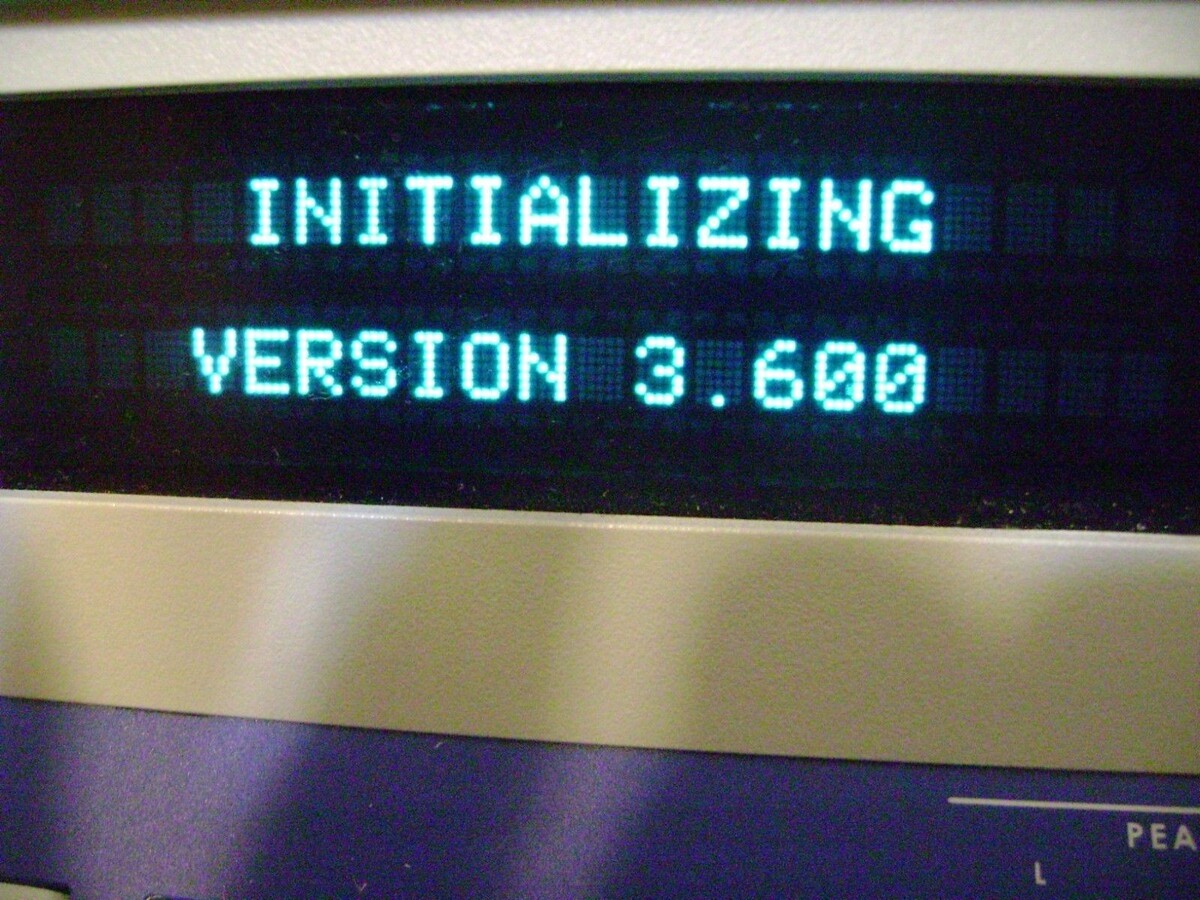 INITIALIZING
VERSION 3.600
PEA
L